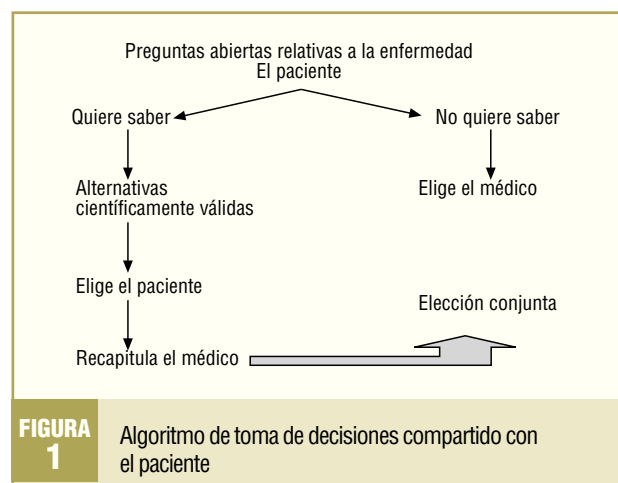 Preguntas abiertas relativas a la enfermedad
El paciente
Quiere saber
No quiere saber
Alternativas
científicamente válidas
Elige el médico
Elige el paciente
Elección conjunta
Recapitula el médico
FIGURA
1
Algoritmo de toma de decisiones compartido con
el paciente